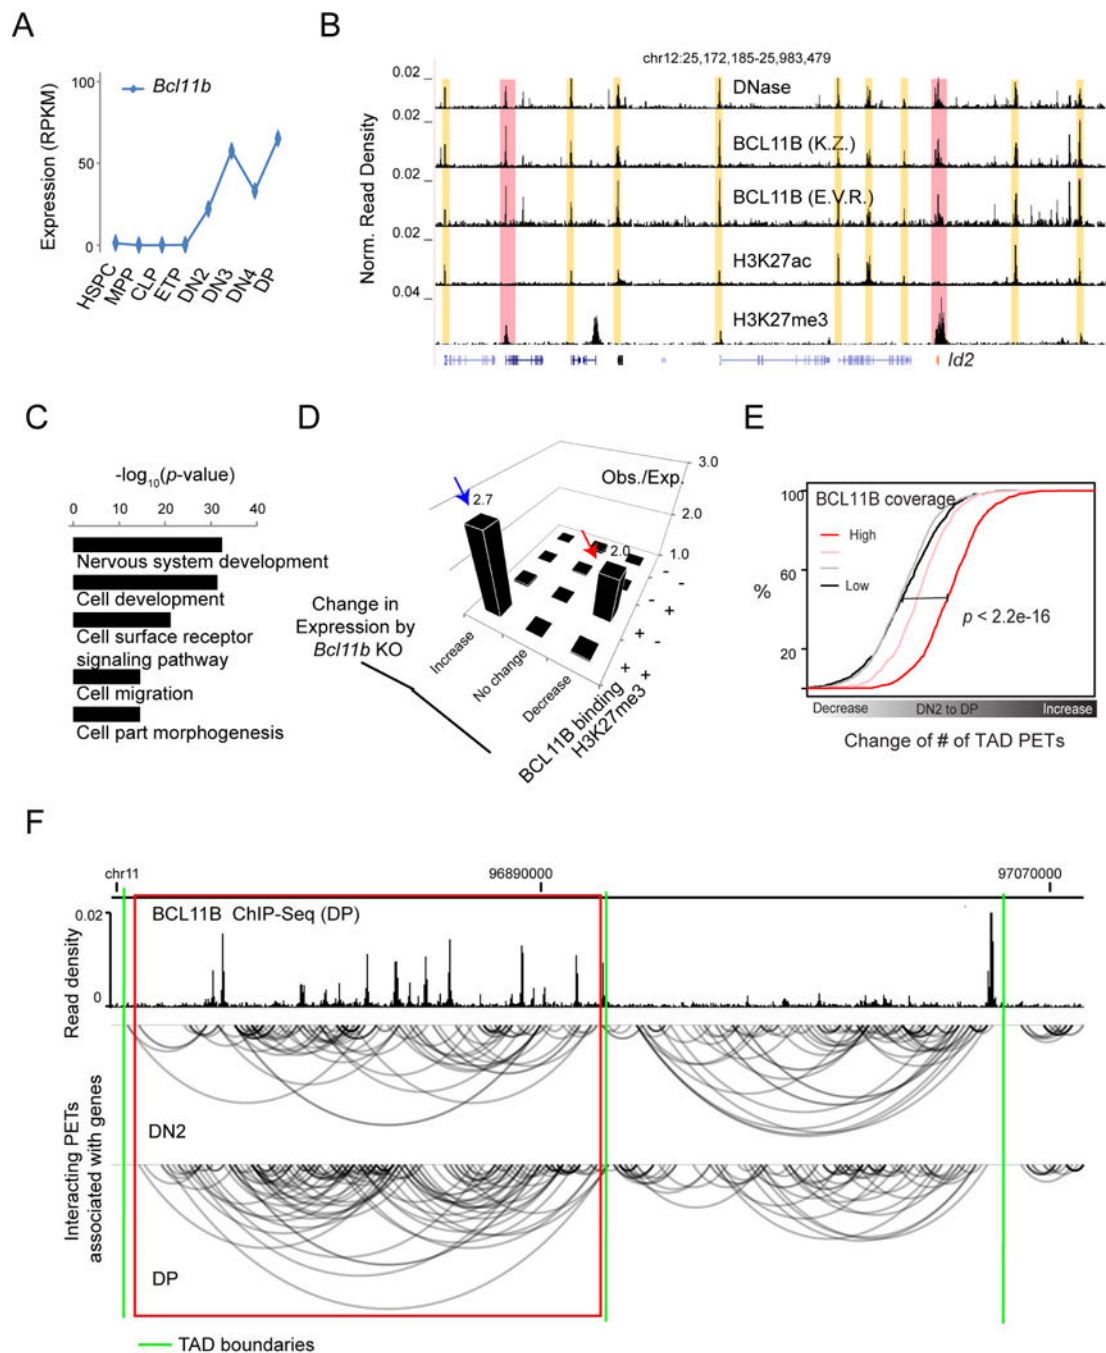 A
Expression (RPKM)
100
50
0
Bcl11b
HSPC
MPP
CLP
ETP
DN2
DN3
DN4
DP
B
chr12:25,172,185-25,983,479
Norm. Read Density
0.02
DNase
0.02
BCL11B (K.Z.)
0.02
BCL11B (E.V.R.)
0.02
H3K27ac
0.04
H3K27me3
Id2
C
-log10(p-value)
0 10 20 30 40
Nervous system development
Cell development
Cell surface receptor
signaling pathway
Cell migration
Cell part morphogenesis
D
3.0
Obs./Exp.
2.0
1.0
2.7
2.0
Change in
Expression by
Bcl11b KO
Increase
No change
Decrease
- -
+ -
- +
+ +
BCL11B binding
H3K27me3
E
BCL11B coverage
High
Low
100
60
20
%
p < 2.2e-16
Decrease DN2 to DP Increase
Change of # of TAD PETs
F
chr11 96890000 97070000
BCL11B ChIP-Seq (DP)
0.02
0
Read density
Interacting PETs
associated with genes
DN2
DP
TAD boundaries